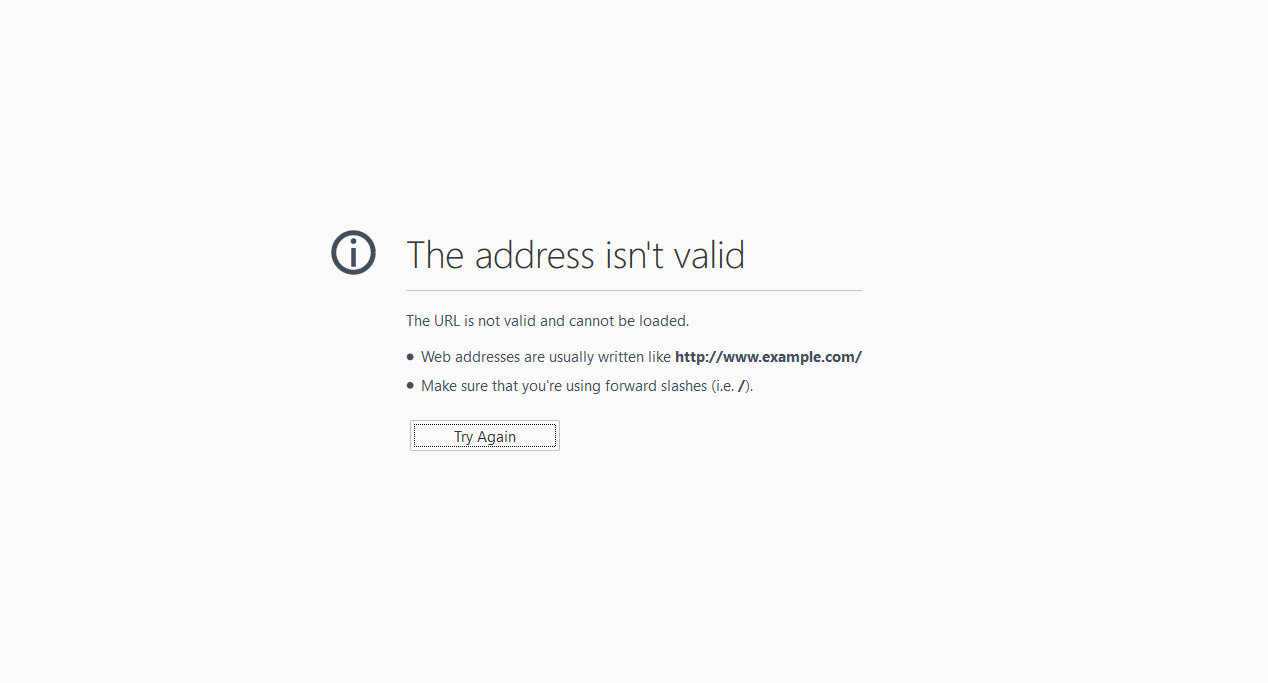 The address isn't valid
The URL is not valid and cannot be loaded.
● Web addresses are usually written like http://www.example.com/
● Make sure that you're using forward slashes (i.e. /).
Try Again